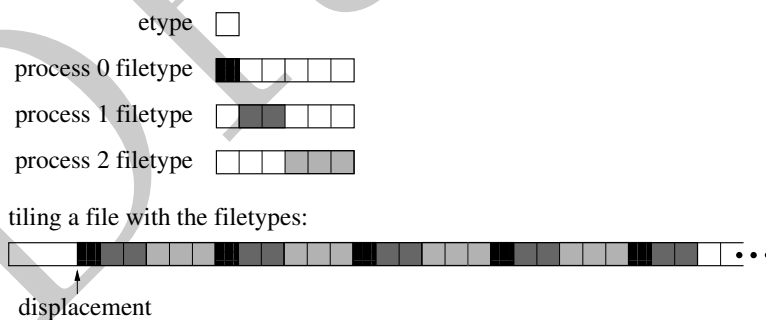 etype
process 0 filetype
process 1 filetype
process 2 filetype
tiling a file with the filetypes:
displacement